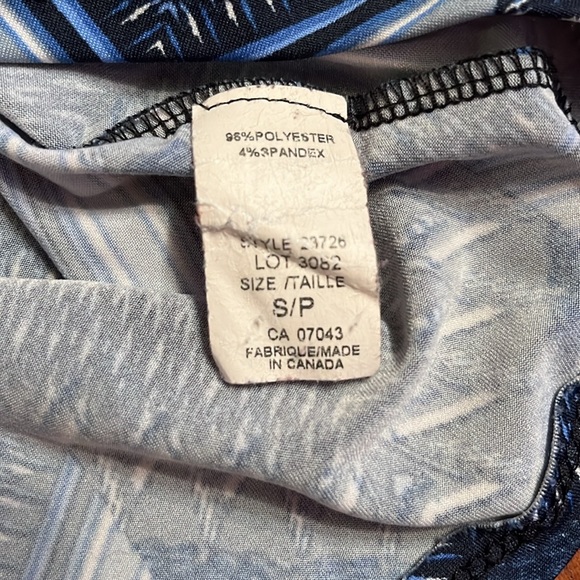 96%POLYESTER
4%SPANDEX
STYLE 23726
LOT 3082
SIZE /TAILLE
S/P
CA 07043
FABRIQUE/MADE
IN CANADA